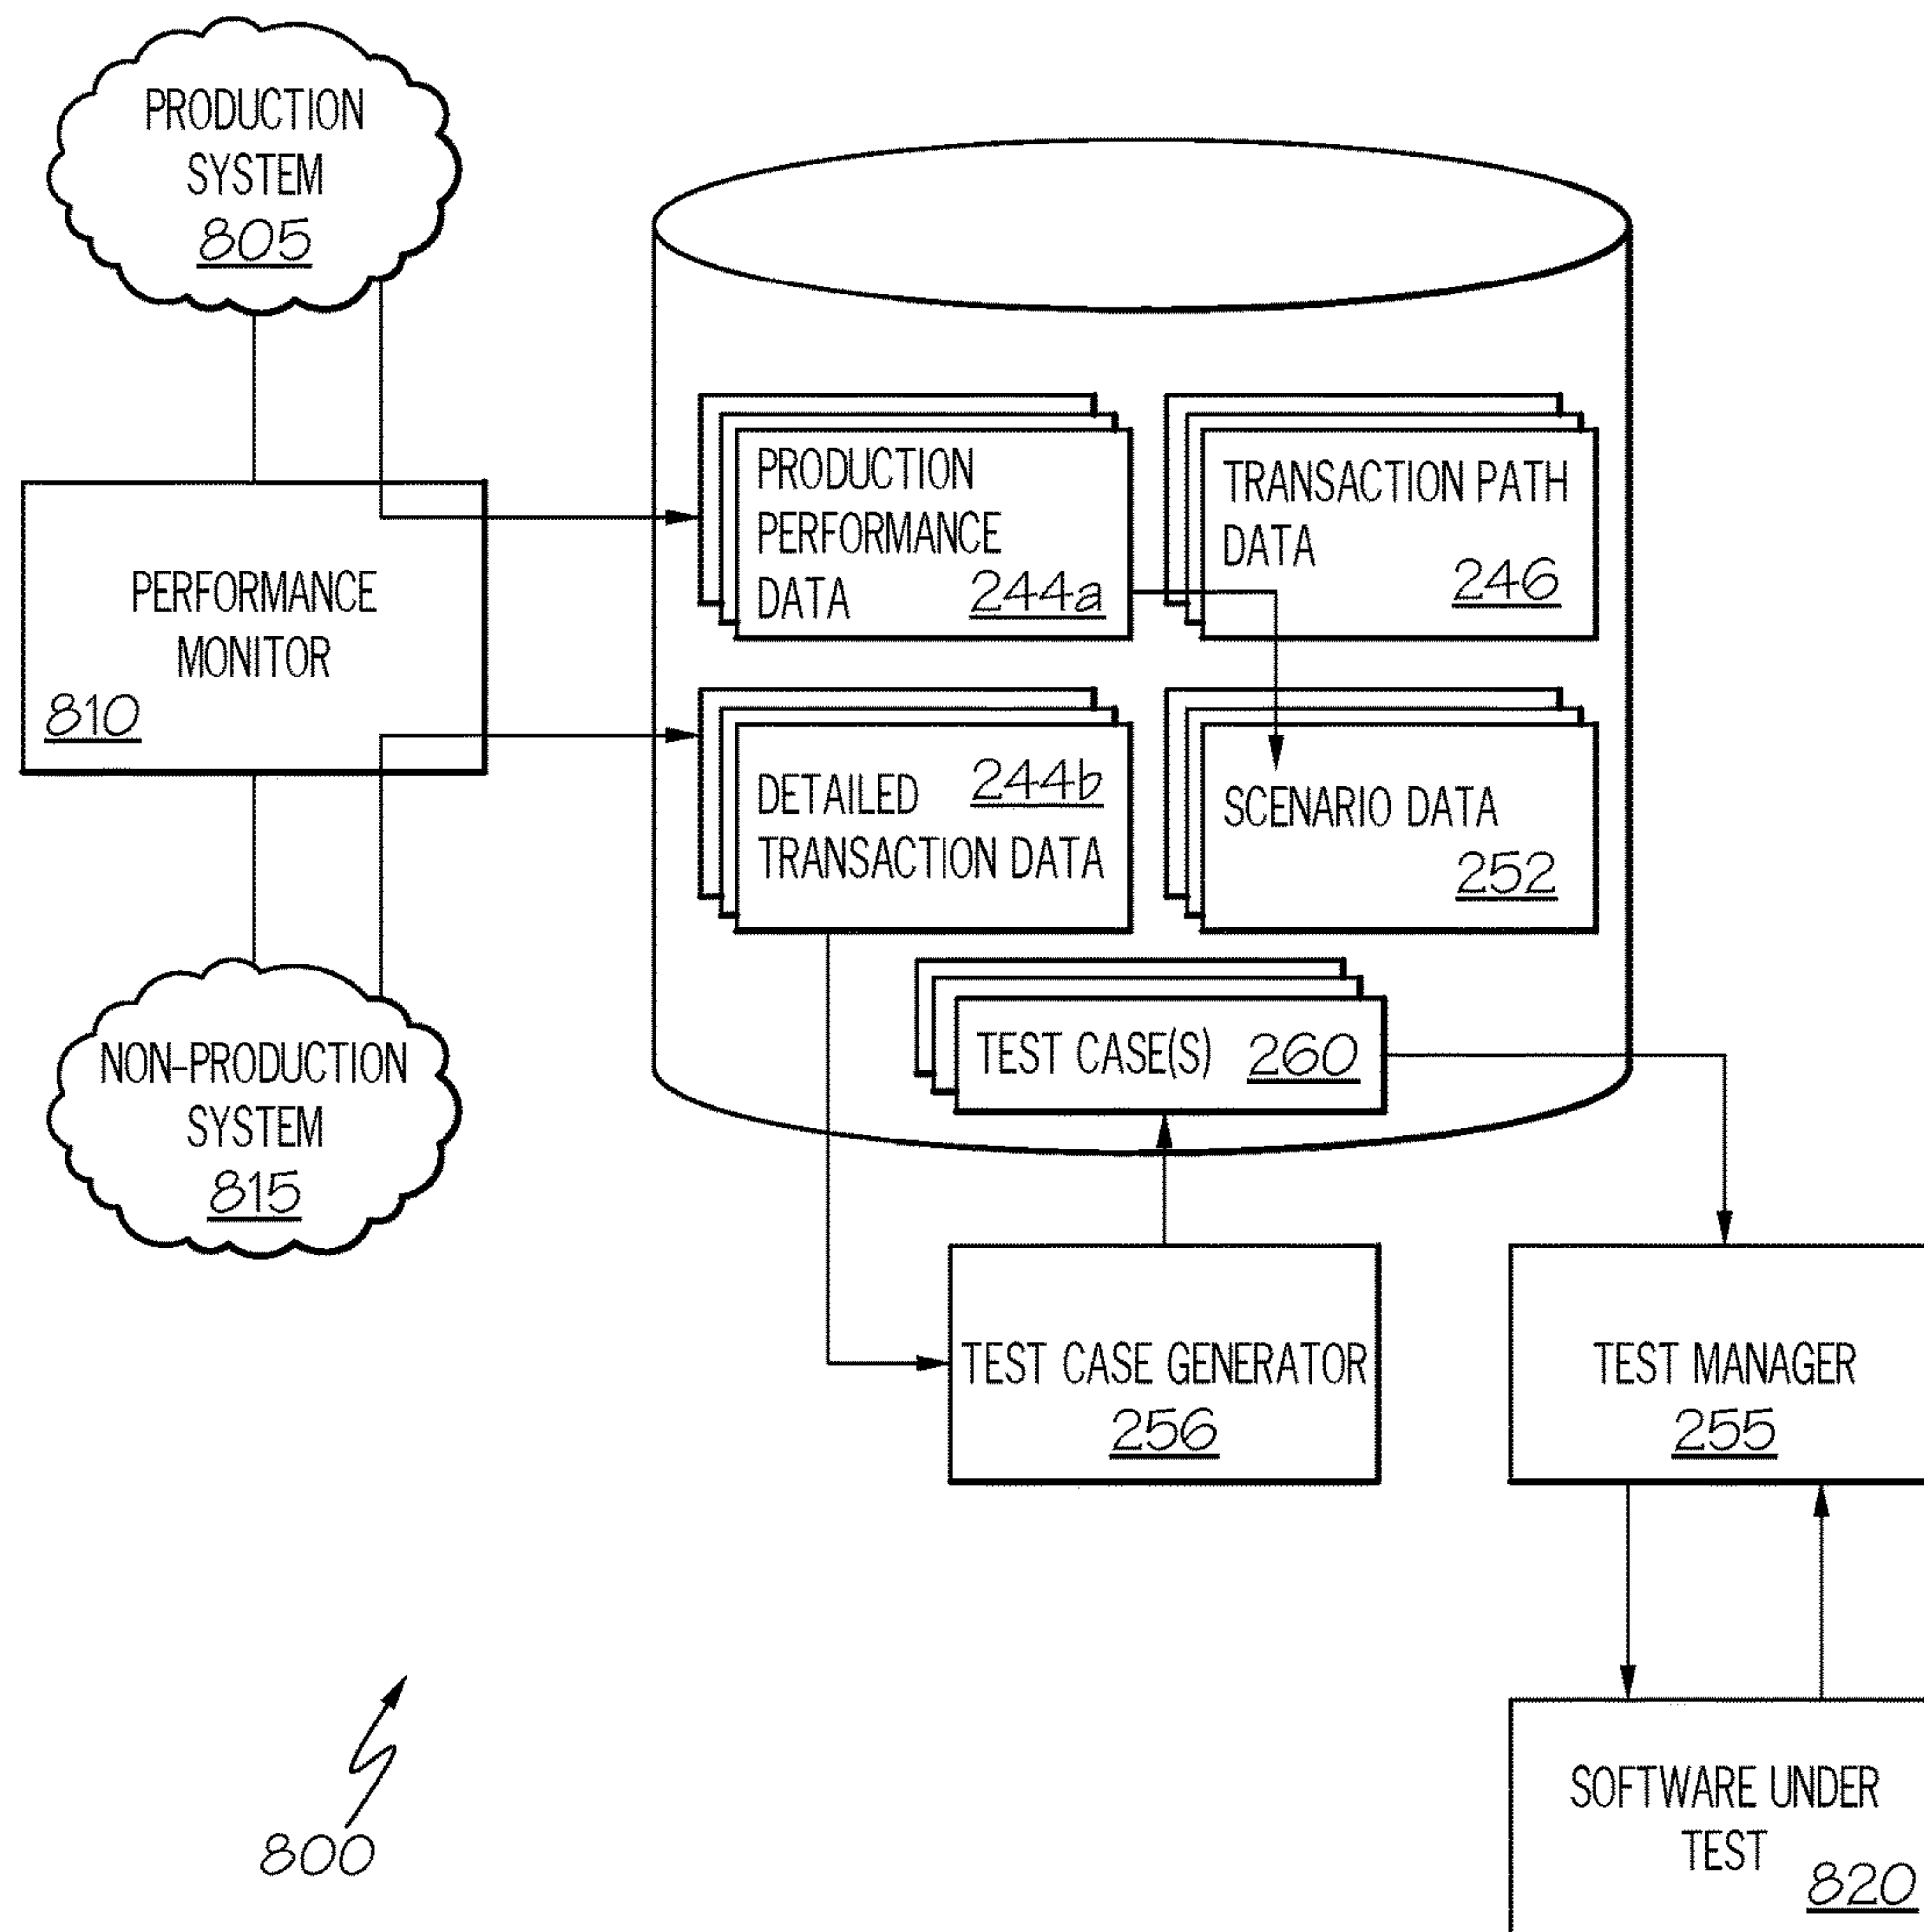 PRODUCTION
SYSTEM
805
PERFORMANCE
MONITOR
810
NON-PRODUCTION
SYSTEM
815
PRODUCTION
PERFORMANCE
DATA
244a
TRANSACTION PATH
DATA
246
244b
DETAILED
TRANSACTION DATA
SCENARIO DATA
252
TEST CASE(S) 260
TEST CASE GENERATOR
256
TEST MANAGER
255
SOFTWARE UNDER
TEST
820
800